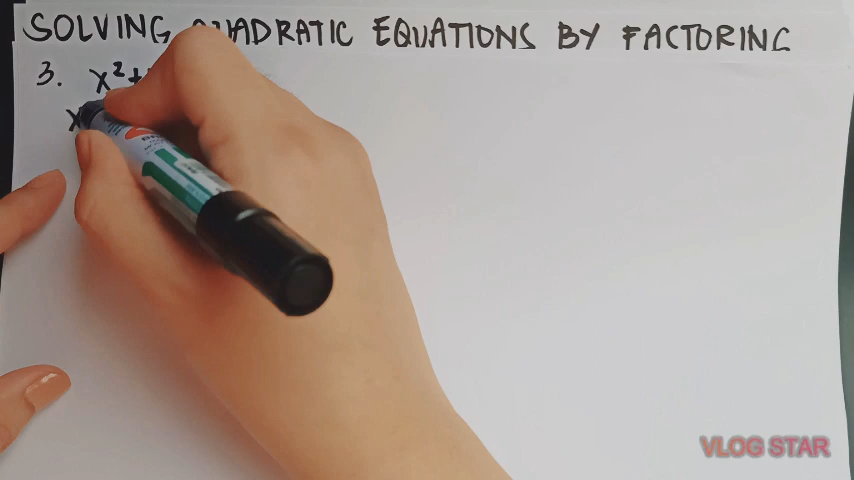 SOLVING QUADRATIC EQUATIONS BY FACTORING
3. x² +
x
VLOG STAR